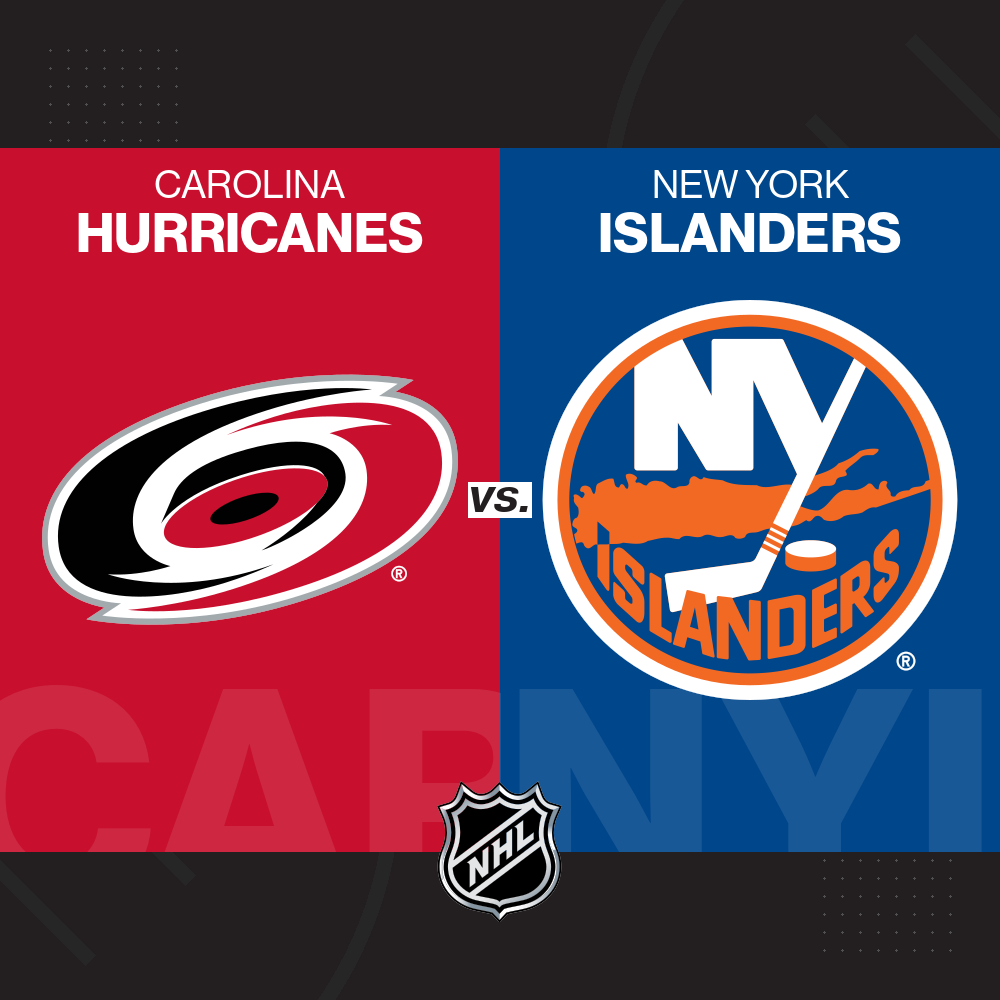 CAROLINA
HURRICANES
NEW YORK
ISLANDERS
VS.
NY
ISLANDERS
®
®
CAR
NYI
NHL